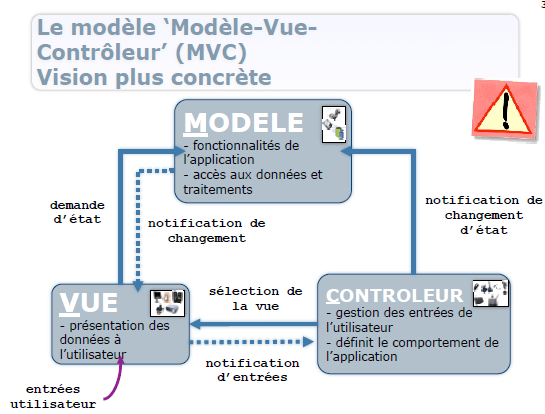 3
Le modèle ‘Modèle-Vue-
Contrôleur’ (MVC)
Vision plus concrète
MODELE
- fonctionnalités de
l’application
- accès aux données et
traitements
demande
d’état
notification de
changement
notification de
changement
d’état
sélection de
la vue
VUE
- présentation des
données à
l’utilisateur
CONTROLEUR
- gestion des entrées de
l’utilisateur
- définit le comportement de
l’application
notification
d’entrées
entrées
utilisateur